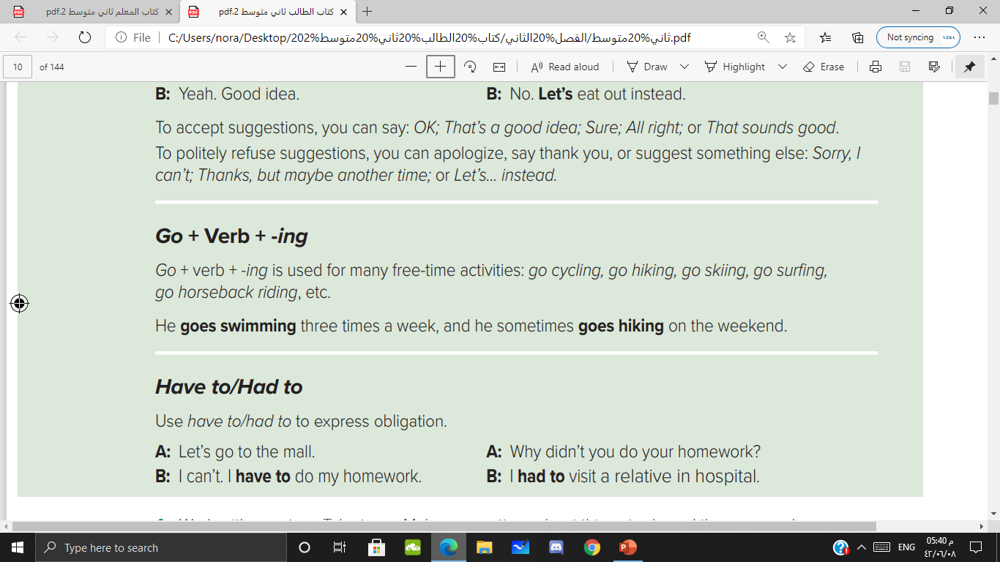 كتاب المعلم ثاني متوسط 2.pdf
كتاب الطالب ثاني متوسط 2.pdf
File
C:/Users/nora/Desktop/202%ثاني%20متوسط/الفصل%20الثاني/كتاب%20الطالب%20ثاني%20متوسط.pdf
Not syncing
NORA
10 of 144
Read aloud
Draw
Highlight
Erase
B: Yeah. Good idea.
B: No. Let's eat out instead.
To accept suggestions, you can say: OK; That's a good idea; Sure; All right; or That sounds good.
To politely refuse suggestions, you can apologize, say thank you, or suggest something else: Sorry, I
can't; Thanks, but maybe another time; or Let's... instead.
Go + Verb + -ing
Go + verb + -ing is used for many free-time activities: go cycling, go hiking, go skiing, go surfing,
go horseback riding, etc.
He goes swimming three times a week, and he sometimes goes hiking on the weekend.
Have to/Had to
Use have to/had to to express obligation.
A: Let's go to the mall.
B: I can't. I have to do my homework.
A: Why didn't you do your homework?
B: I had to visit a relative in hospital.
Type here to search
ENG
05:40 م
٤٢/٠٦/٠٨